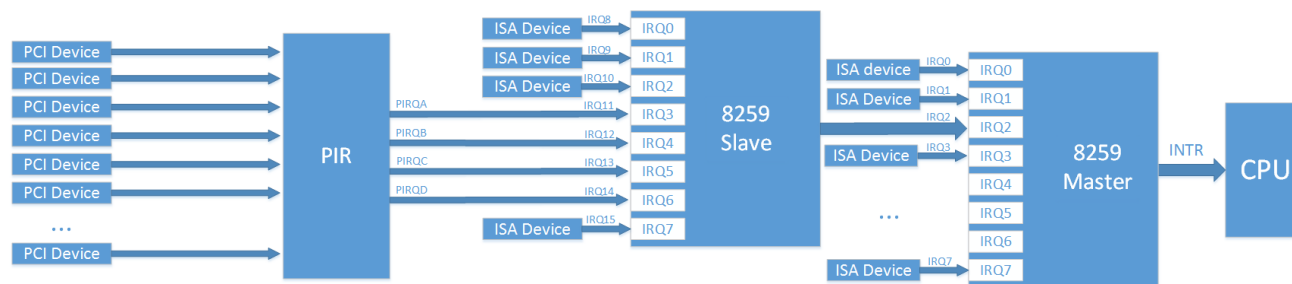 PCI Device
PCI Device
PCI Device
PCI Device
PCI Device
PCI Device
...
PCI Device
PIR
PIRQA
PIRQB
PIRQC
PIRQD
ISA Device
IRQ8
ISA Device
IRQ9
ISA Device
IRQ10
IRQ11
IRQ12
IRQ13
IRQ14
ISA Device
IRQ15
IRQ0
IRQ1
IRQ2
IRQ3
IRQ4
IRQ5
IRQ6
IRQ7
8259
Slave
ISA device
IRQ0
ISA Device
IRQ1
IRQ2
ISA Device
IRQ3
...
ISA Device
IRQ7
IRQ0
IRQ1
IRQ2
IRQ3
IRQ4
IRQ5
IRQ6
IRQ7
8259
Master
INTR
CPU